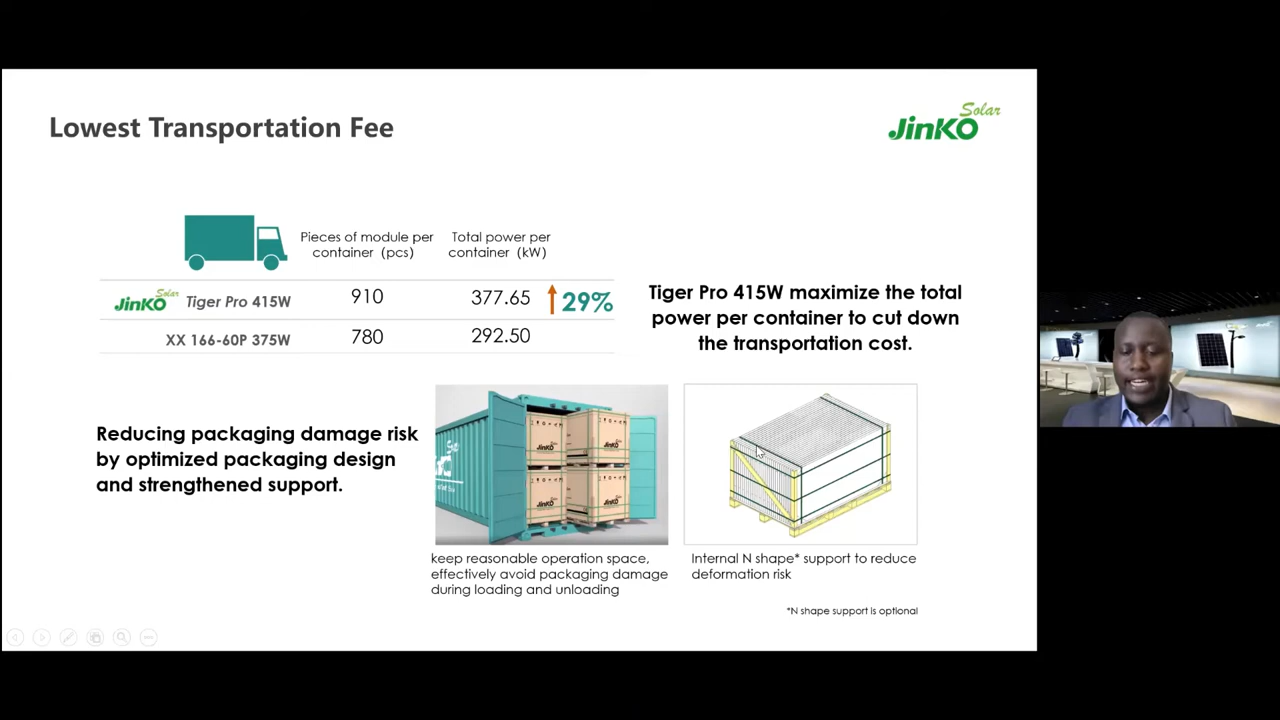 Lowest Transportation Fee
Solar
JinKO
Pieces of module per
container (pcs)
Total power per
container (kW)
Solar
JinKO Tiger Pro 415W 910 377.65 29%
XX 166-60P 375W 780 292.50
Tiger Pro 415W maximize the total
power per container to cut down
the transportation cost.
Reducing packaging damage risk
by optimized packaging design
and strengthened support.
JinKO
JinKO
JinKO
JinKO
keep reasonable operation space,
effectively avoid packaging damage
during loading and unloading
Internal N shape* support to reduce
deformation risk
*N shape support is optional